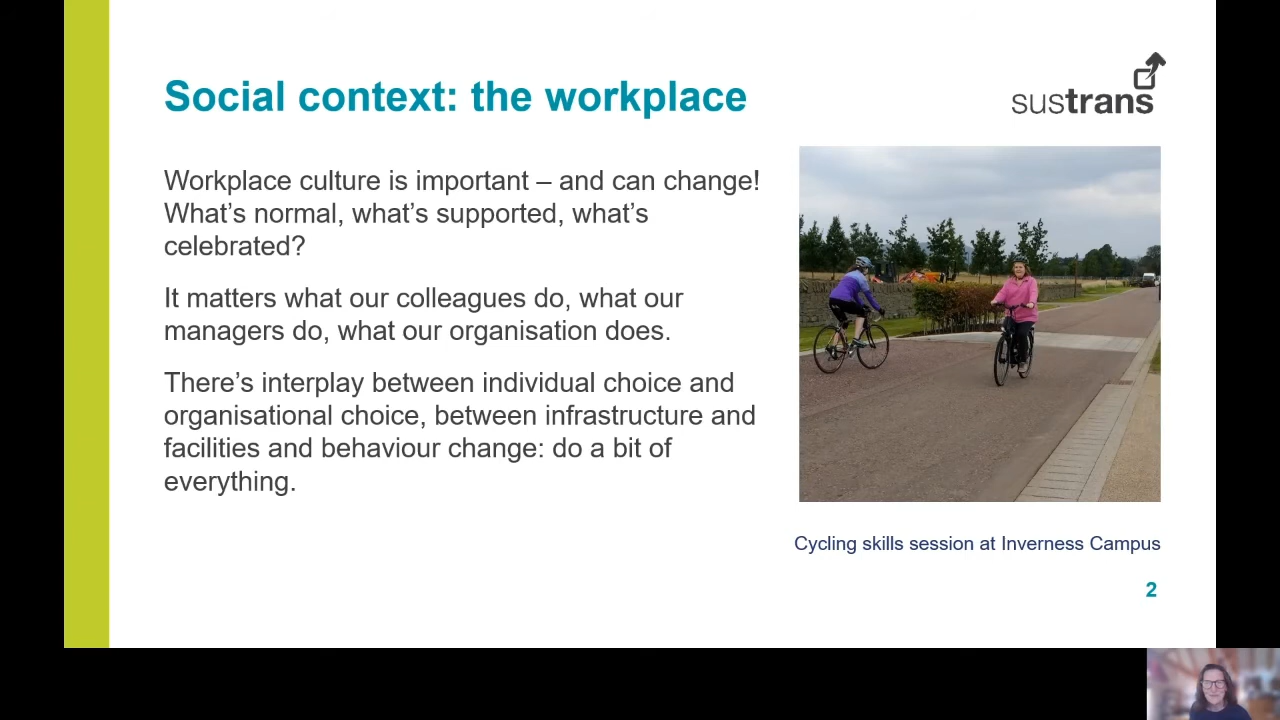 Social context: the workplace
sustrans
Workplace culture is important – and can change!
What’s normal, what’s supported, what’s
celebrated?
It matters what our colleagues do, what our
managers do, what our organisation does.
There’s interplay between individual choice and
organisational choice, between infrastructure and
facilities and behaviour change: do a bit of
everything.
Cycling skills session at Inverness Campus
2